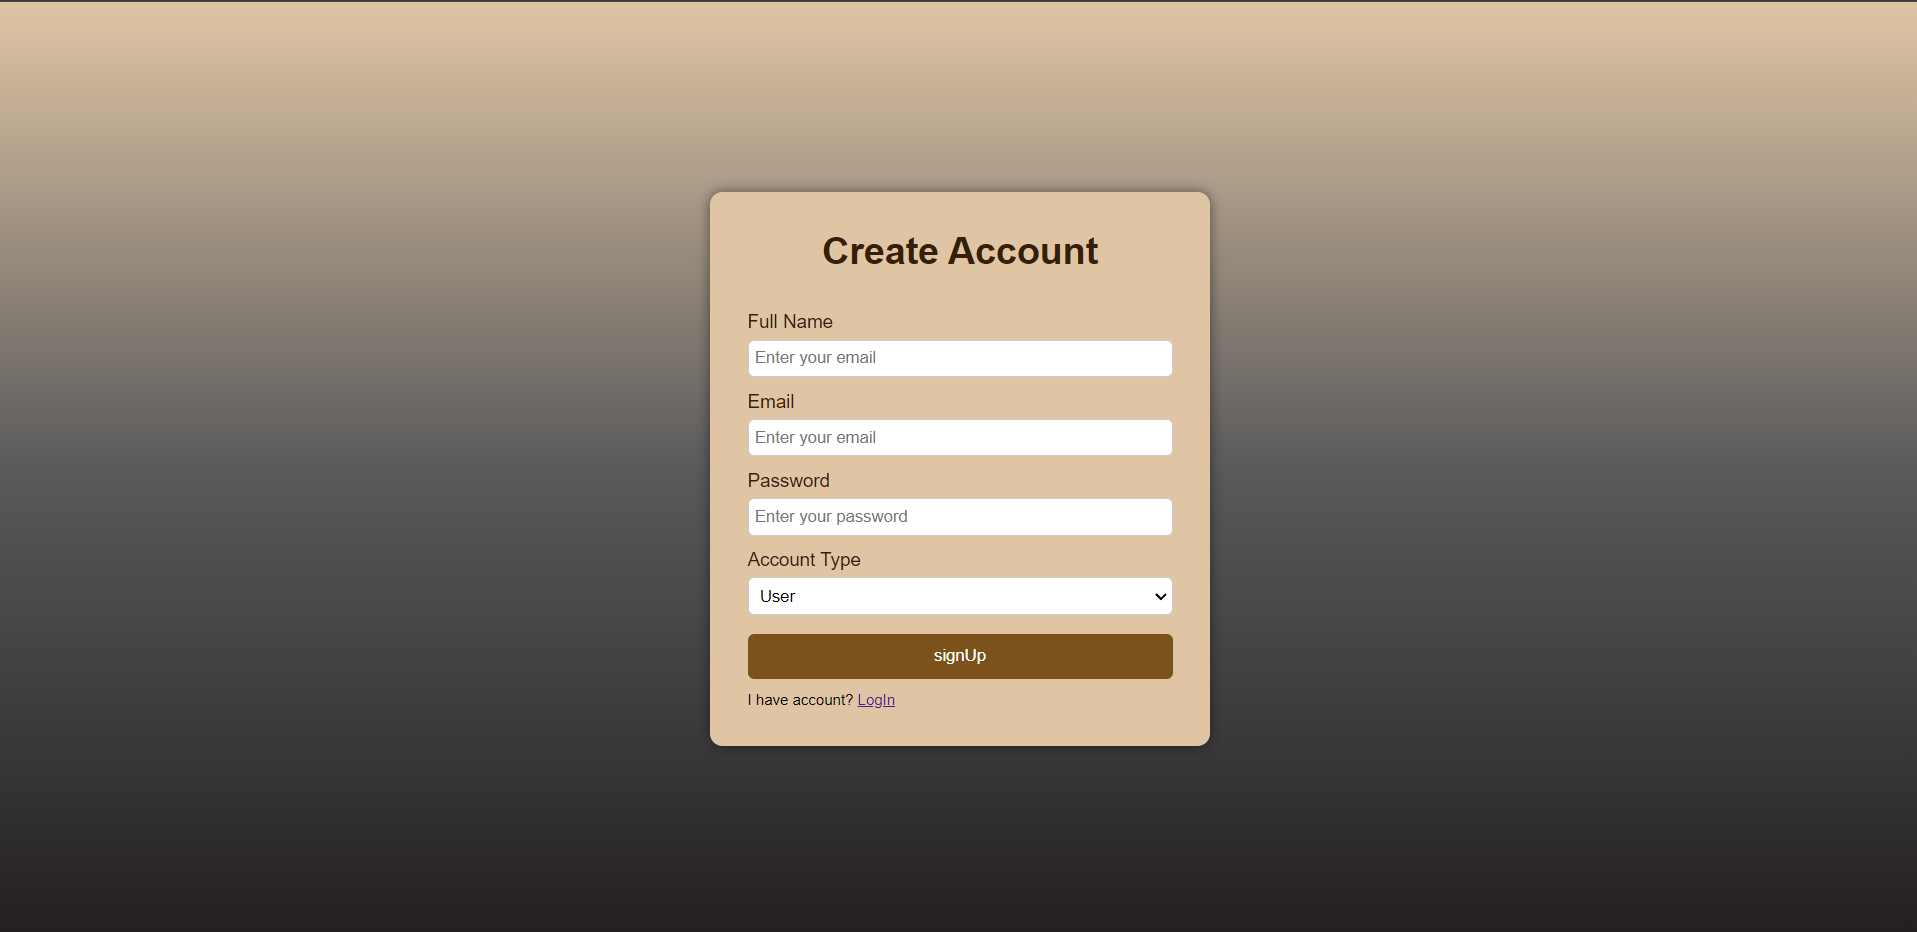 Create Account
Full Name
Enter your email
Email
Enter your email
Password
Enter your password
Account Type
User
signUp
I have account? LogIn